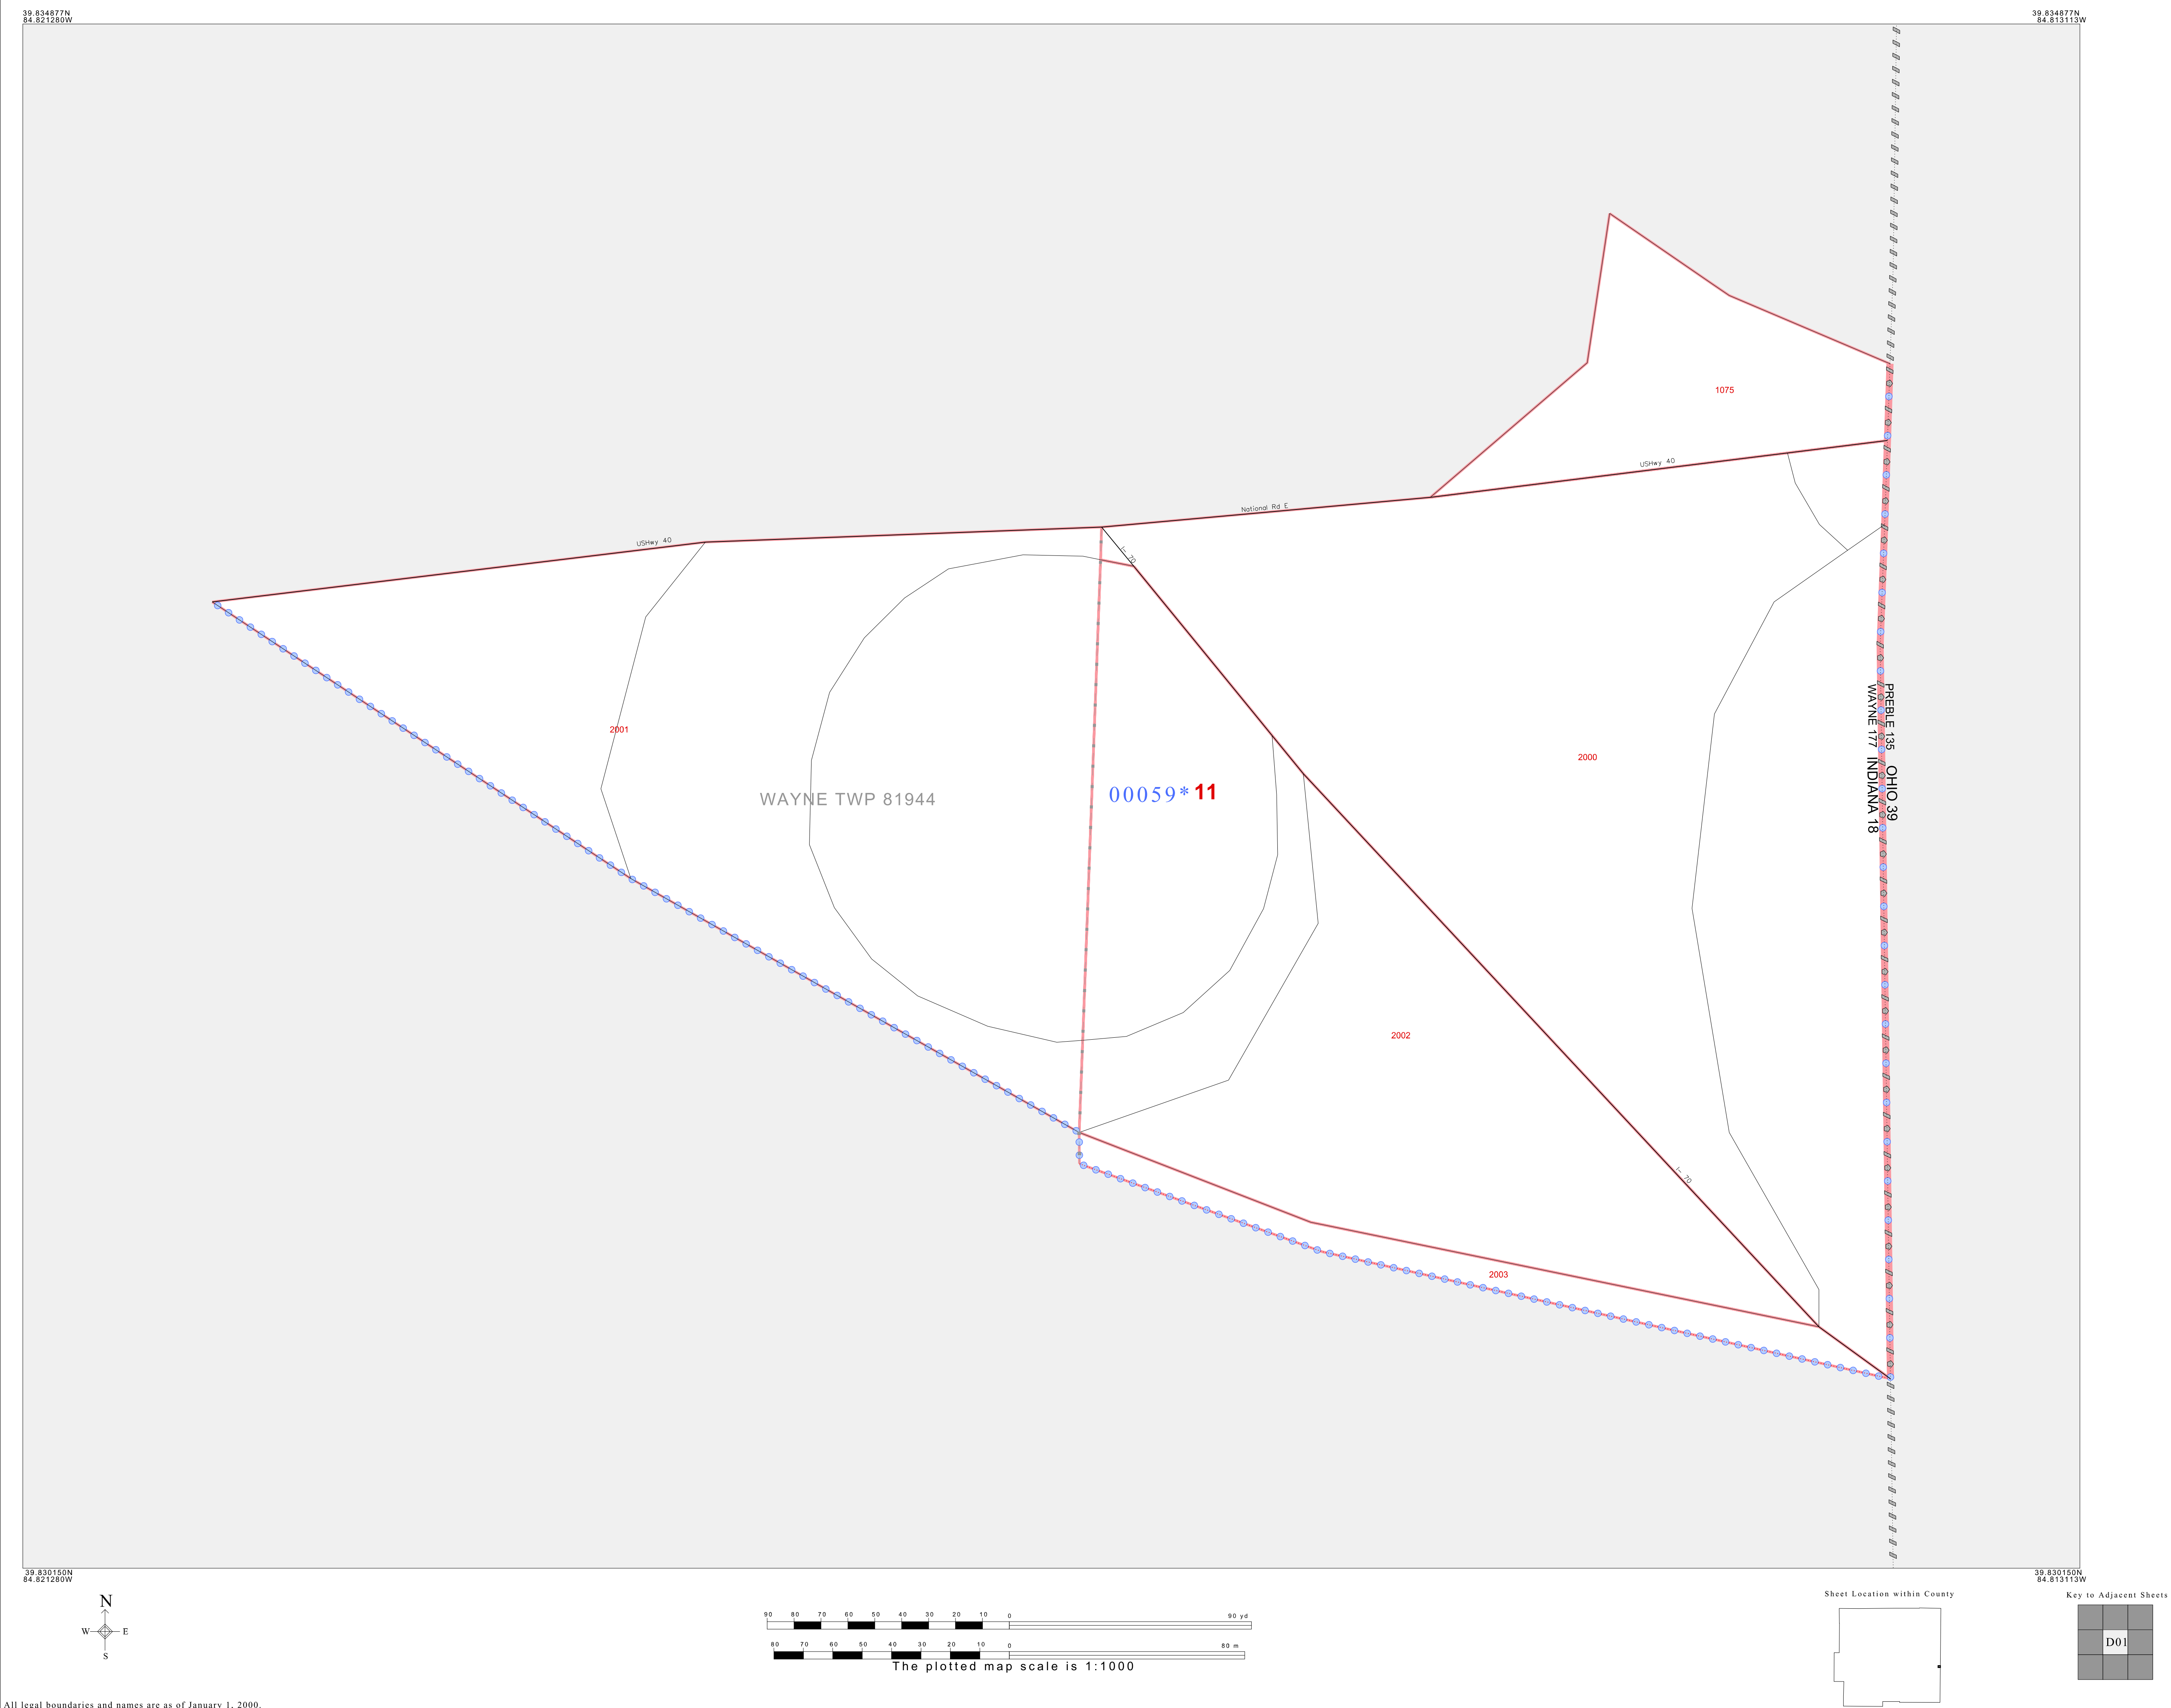 39.834877N
84.821280W
39.834877N
84.813113W
1075
USHwy 40
National Rd E
USHwy 40
I- 70
2001
2000
WAYNE TWP 81944
00059* 11
PREBLE 135 OHIO 39
WAYNE 177 INDIANA 18
2002
I- 70
2003
39.830150N
84.821280W
39.830150N
84.813113W
N
W E
S
90 80 70 60 50 40 30 20 10 0 90 yd
80 70 60 50 40 30 20 10 0 80 m
The plotted map scale is 1:1000
Sheet Location within County
Key to Adjacent Sheets
D01
All legal boundaries and names are as of January 1, 2000.